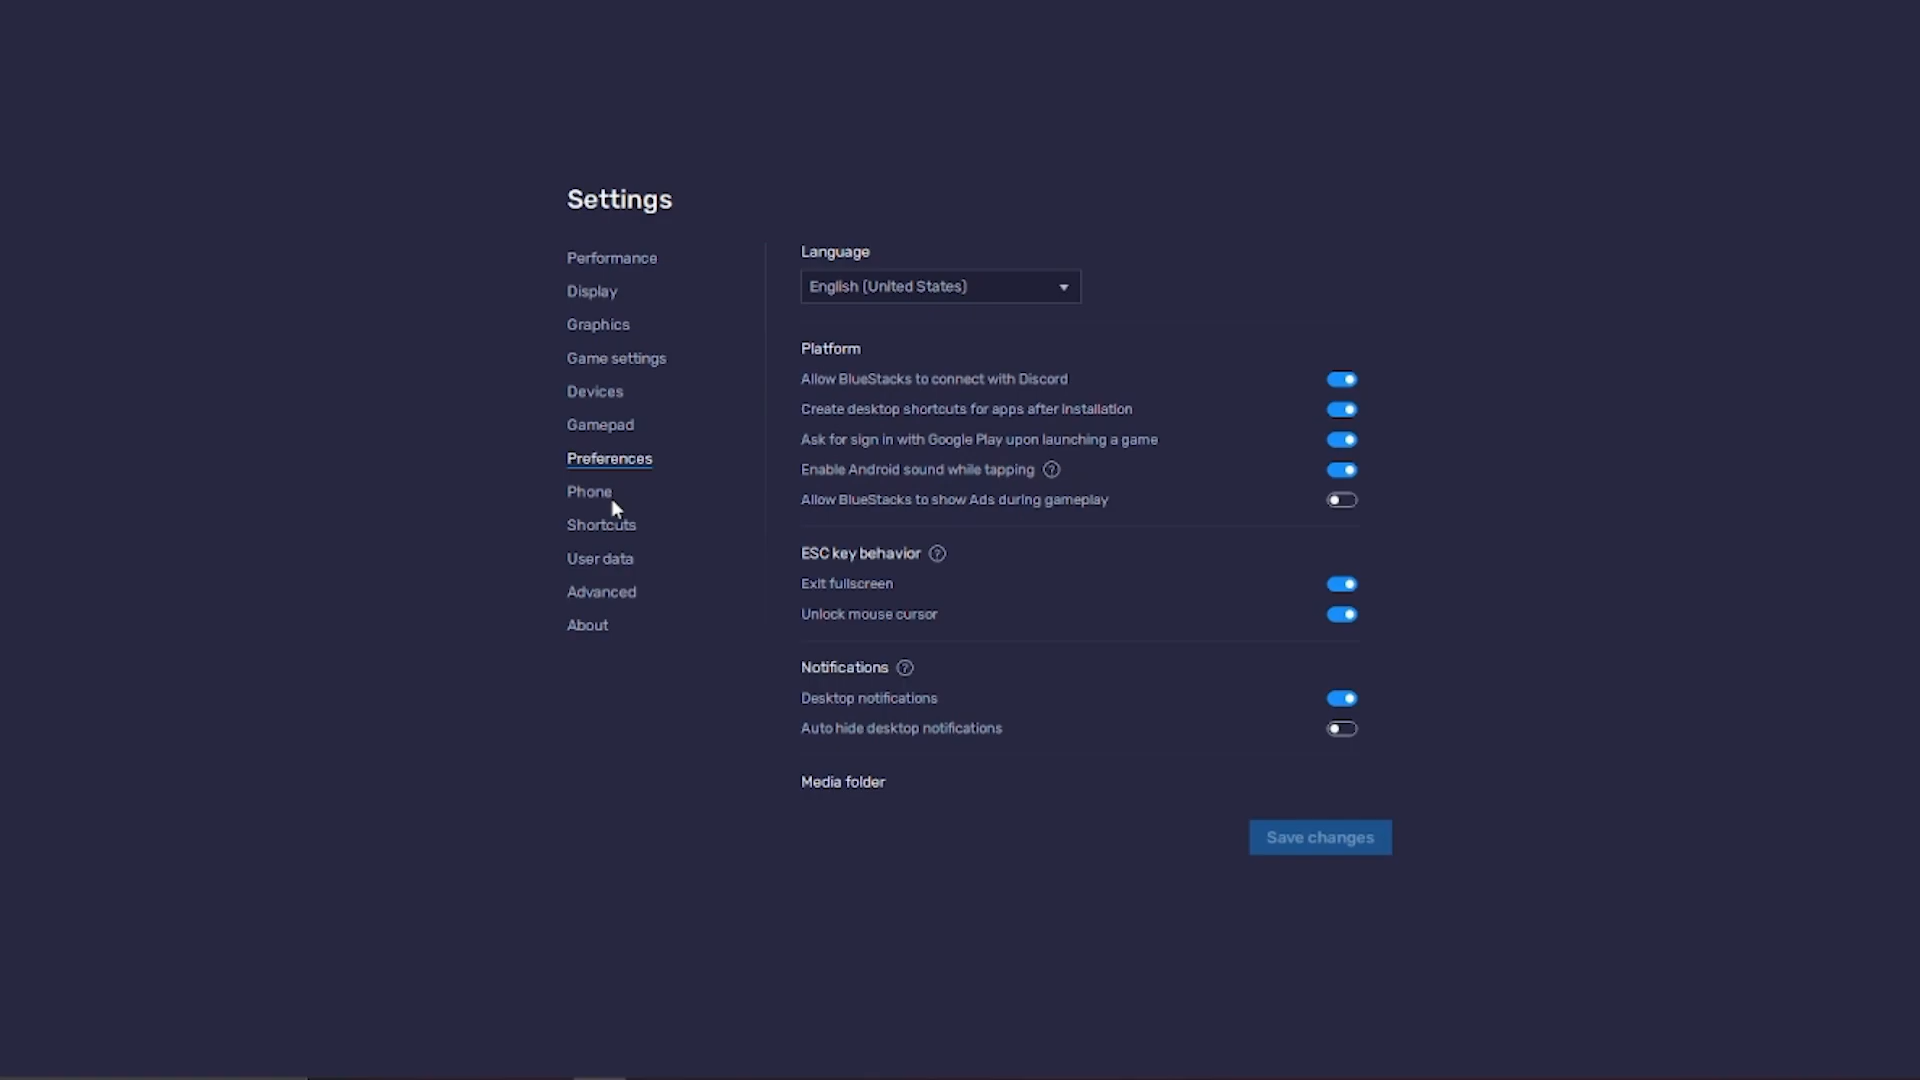 Settings
Performance
Display
Graphics
Game settings
Devices
Gamepad
Preferences
Phone
Shortcuts
User data
Advanced
About
Language
English (United States)
Platform
Allow BlueStacks to connect with Discord
Create desktop shortcuts for apps after installation
Ask for sign in with Google Play upon launching a game
Enable Android sound while tapping ?
Allow BlueStacks to show Ads during gameplay
ESC key behavior ?
Exit fullscreen
Unlock mouse cursor
Notifications ?
Desktop notifications
Auto hide desktop notifications
Media folder
Save changes